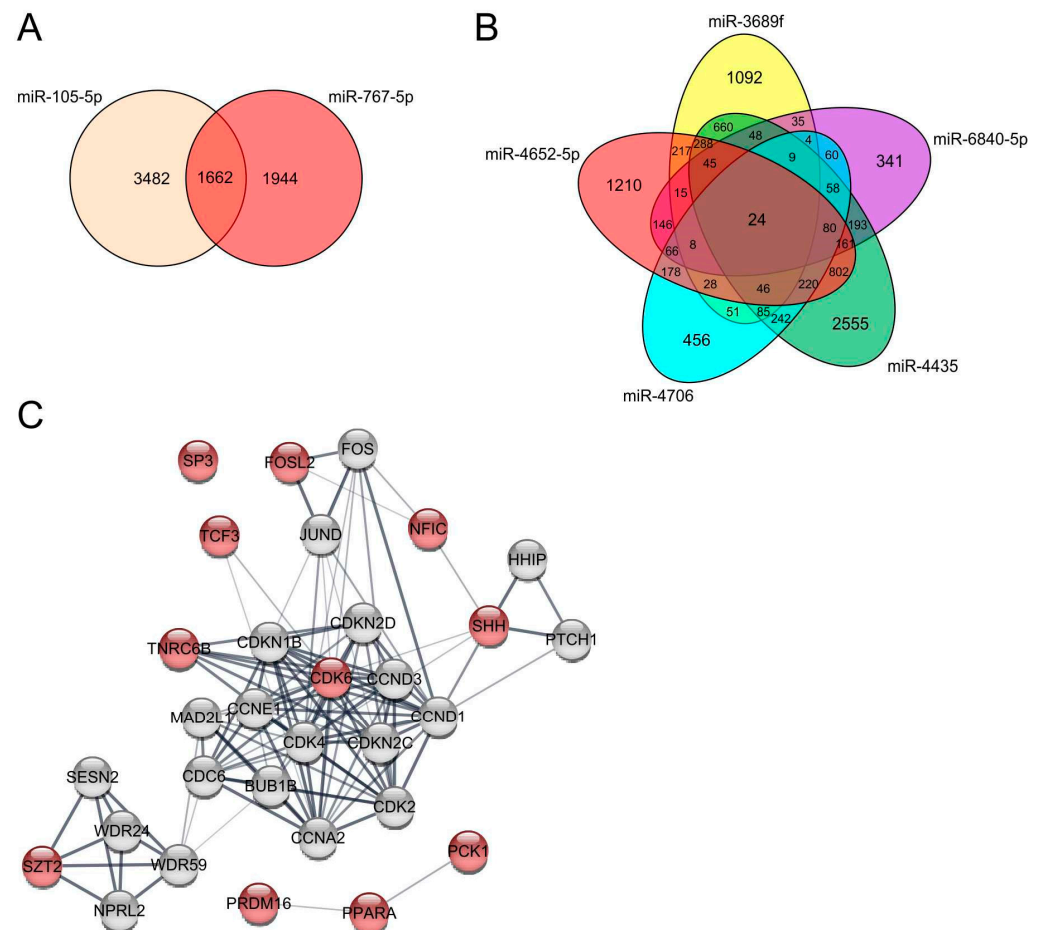 A
miR-105-5p
miR-767-5p
3482
1662
1944
B
miR-3689f
1092
miR-6840-5p
miR-4652-5p
660
48
35
4
60
341
217
288
45
9
58
1210
15
24
146
80
193
161
66
8
178
28
46
220
802
51
85
242
2555
456
miR-4435
miR-4706
C
FOS
SP3
FOSL2
TCF3
JUND
NFIC
HHIP
CDKN2D
SHH
PTCH1
TNRC6B
CDKN1B
CDK6
CCND3
MAD2L1
CCNE1
CCND1
CDK4
CDKN2C
SESN2
CDC6
BUB1B
CDK2
WDR24
CCNA2
SZT2
WDR59
PCK1
NPRL2
PRDM16
PPARA